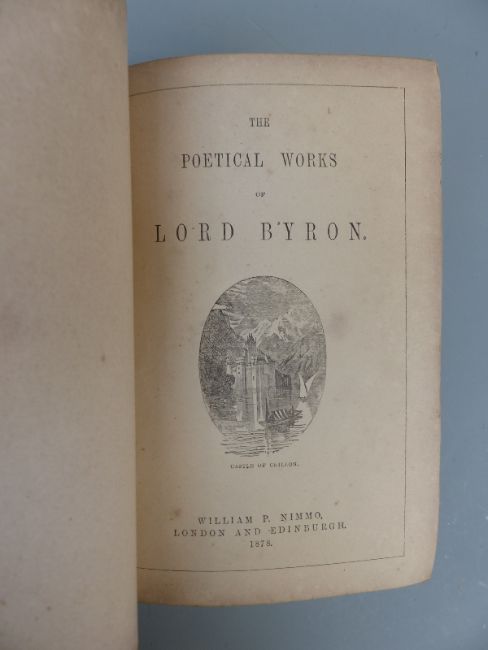 THE
POETICAL WORKS
OF
LORD BYRON.
CASTLE OF CHILLON.
WILLIAM P. NIMMO,
LONDON AND EDINBURGH.
1878.